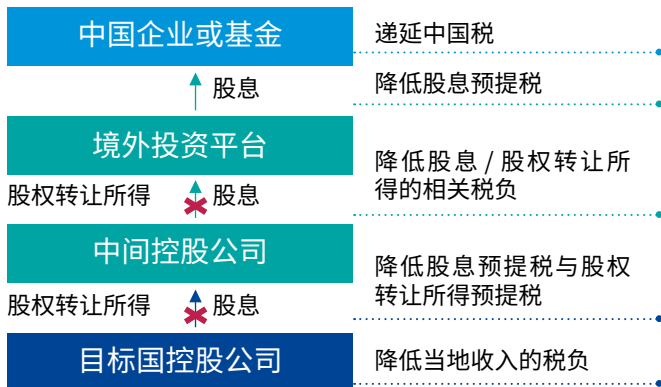 中国企业或基金
递延中国税
股息
降低股息预提税
境外投资平台
降低股息 / 股权转让所
得的相关税负
股权转让所得
股息
中间控股公司
降低股息预提税与股权
转让所得预提税
股权转让所得
股息
目标国控股公司
降低当地收入的税负